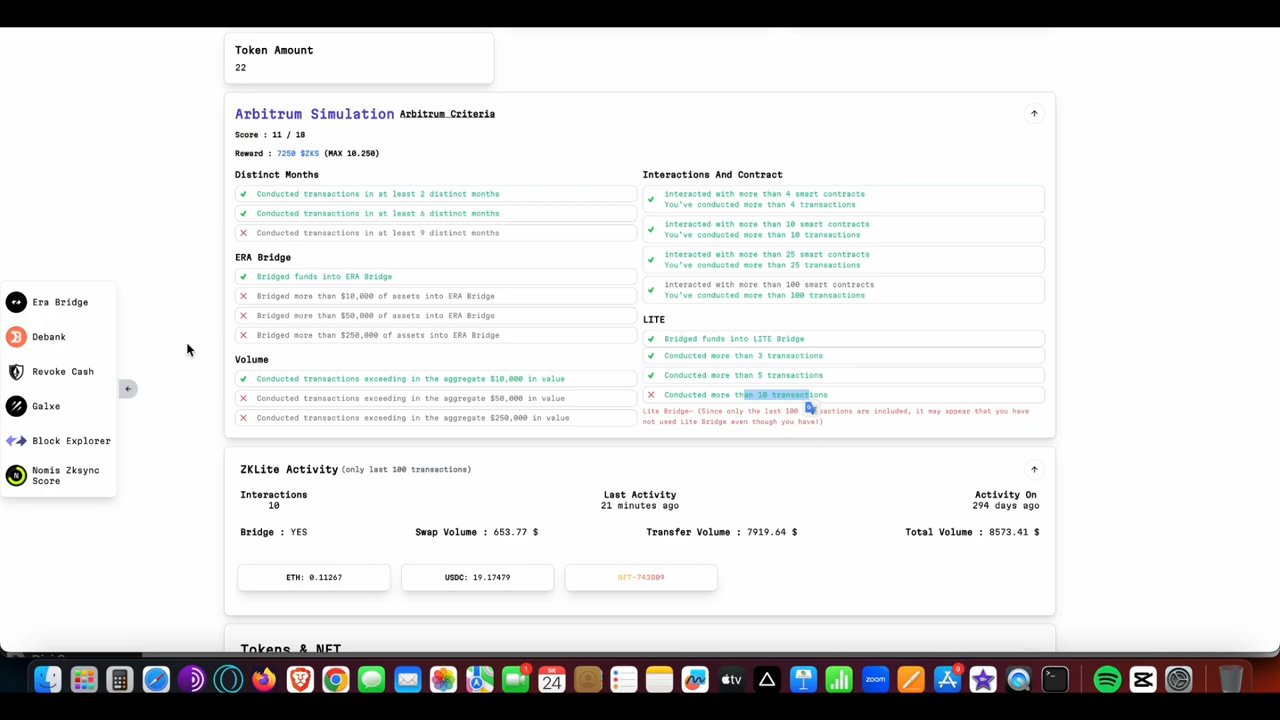 Token Amount
22
Arbitrum Simulation Arbitrum Criteria
Score : 11 / 18
Reward : 7250 $ZKS (MAX 10.250)
Distinct Months
Conducted transactions in at least 2 distinct months
Conducted transactions in at least 6 distinct months
Conducted transactions in at least 9 distinct months
ERA Bridge
Bridged funds into ERA Bridge
Bridged more than $10,000 of assets into ERA Bridge
Bridged more than $50,000 of assets into ERA Bridge
Bridged more than $250,000 of assets into ERA Bridge
Volume
Conducted transactions exceeding in the aggregate $10,000 in value
Conducted transactions exceeding in the aggregate $50,000 in value
Conducted transactions exceeding in the aggregate $250,000 in value
Interactions And Contract
interacted with more than 4 smart contracts
You've conducted more than 4 transactions
interacted with more than 10 smart contracts
You've conducted more than 10 transactions
interacted with more than 25 smart contracts
You've conducted more than 25 transactions
interacted with more than 100 smart contracts
You've conducted more than 100 transactions
LITE
Bridged funds into LITE Bridge
Conducted more than 3 transactions
Conducted more than 5 transactions
Conducted more than 10 transactions
Lite Bridge– (Since only the last 100 sactions are included, it may appear that you have
not used Lite Bridge even though you have!)
Era Bridge
Debank
Revoke Cash
Galxe
Block Explorer
Nomis Zksync
Score
ZKLite Activity (only last 100 transactions)
Interactions
10
Last Activity
21 minutes ago
Activity On
294 days ago
Bridge : YES
Swap Volume : 653.77 $
Transfer Volume : 7919.64 $
Total Volume : 8573.41 $
ETH: 0.11267
USDC: 19.17479
NFT-743809
Tokens & NFT
1
24
tv
zoom
9